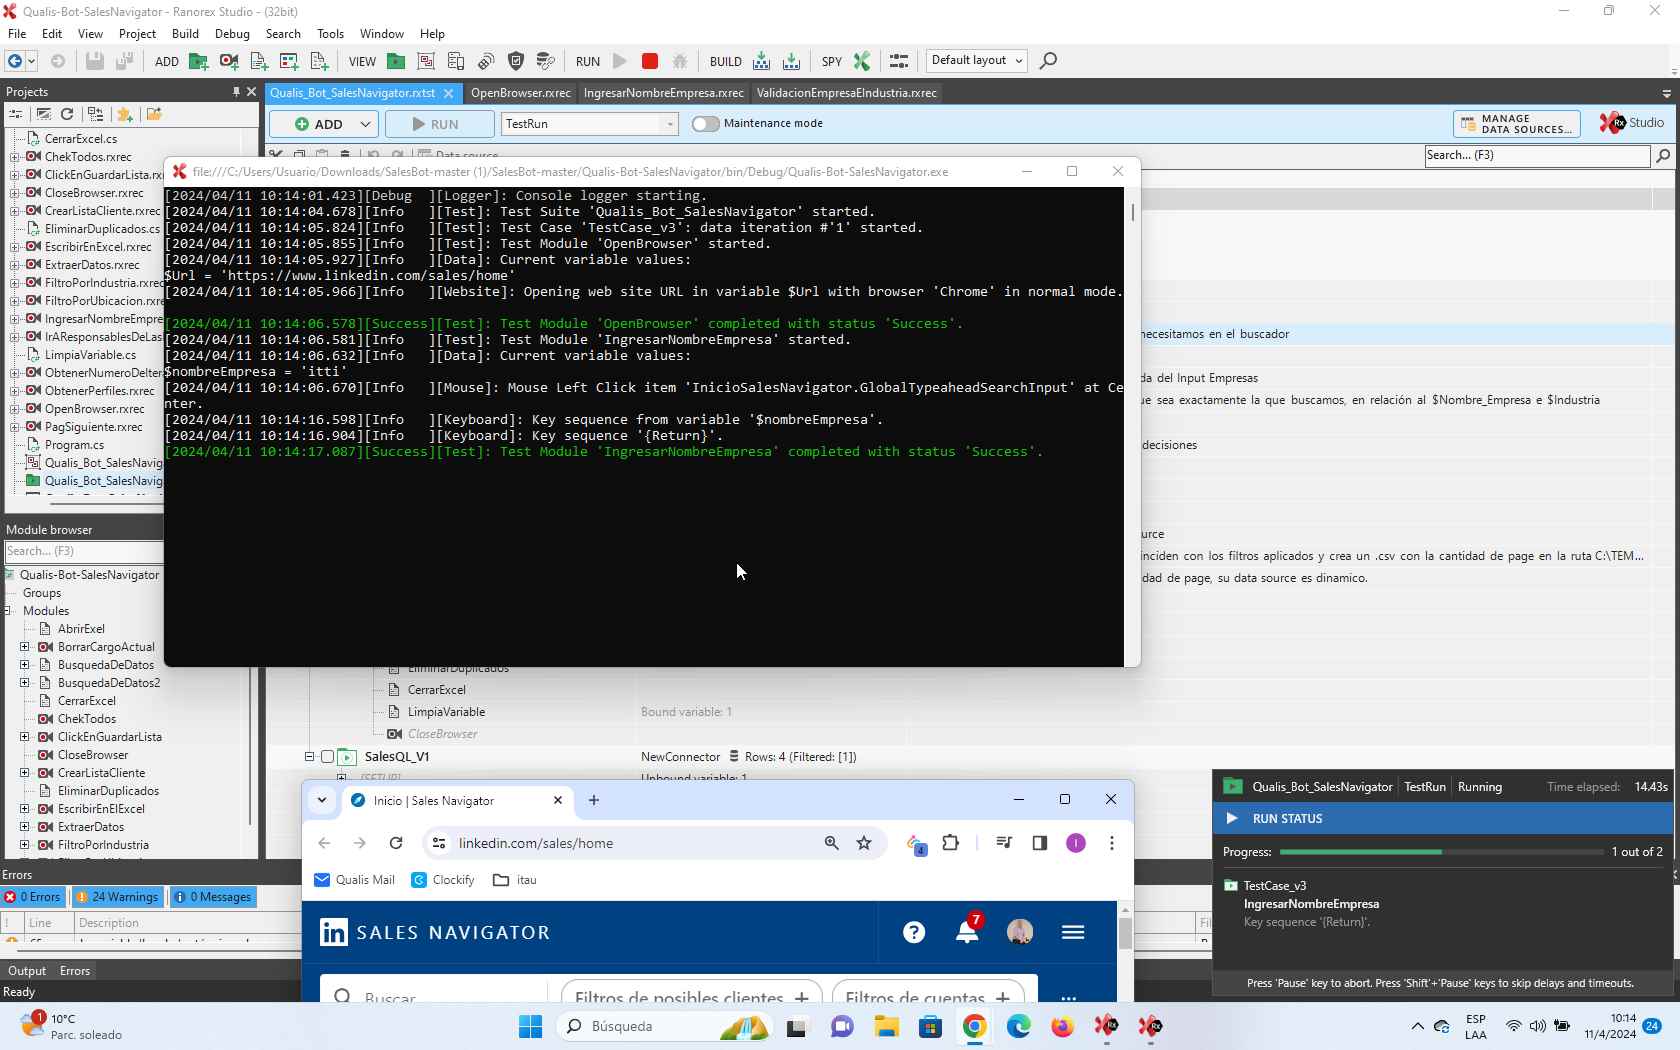 Qualis-Bot-SalesNavigator - Ranorex Studio - (32bit)
File Edit View Project Build Debug Search Tools Window Help
ADD VIEW RUN BUILD SPY Default layout
Projects
Qualis_Bot_SalesNavigator.rxtst OpenBrowser.rxrec IngresarNombreEmpresa.rxrec ValidacionEmpresaEIndustria.rxrec
ADD RUN TestRun Maintenance mode MANAGE DATA SOURCES... Studio
Data source
Search... (F3)
CerrarExcel.cs
ChekTodos.rxrec
ClickEnGuardarLista.rx
CloseBrowser.rxrec
CrearListaCliente.rxrec
EliminarDuplicados.cs
EscribirEnExcel.rxrec
ExtraerDatos.rxrec
FiltroPorIndustria.rxrec
FiltroPorUbicacion.rxre
IngresarNombreEmpre
IrAResponsablesDeLas
LimpiaVariable.cs
ObtenerNumeroDelter
ObtenerPerfiles.rxrec
OpenBrowser.rxrec
PagSiguiente.rxrec
Program.cs
Qualis_Bot_SalesNavig
Qualis_Bot_SalesNavig
file:///C:/Users/Usuario/Downloads/SalesBot-master (1)/SalesBot-master/Qualis-Bot-SalesNavigator/bin/Debug/Qualis-Bot-SalesNavigator.exe
[2024/04/11 10:14:01.423][Debug ][Logger]: Console logger starting.
[2024/04/11 10:14:04.678][Info ][Test]: Test Suite 'Qualis_Bot_SalesNavigator' started.
[2024/04/11 10:14:05.824][Info ][Test]: Test Case 'TestCase_v3': data iteration #'1' started.
[2024/04/11 10:14:05.855][Info ][Test]: Test Module 'OpenBrowser' started.
[2024/04/11 10:14:05.927][Info ][Data]: Current variable values:
$Url = 'https://www.linkedin.com/sales/home'
[2024/04/11 10:14:05.966][Info ][Website]: Opening web site URL in variable $Url with browser 'Chrome' in normal mode.
[2024/04/11 10:14:06.578][Success][Test]: Test Module 'OpenBrowser' completed with status 'Success'.
[2024/04/11 10:14:06.581][Info ][Test]: Test Module 'IngresarNombreEmpresa' started.
[2024/04/11 10:14:06.632][Info ][Data]: Current variable values:
$nombreEmpresa = 'itti'
[2024/04/11 10:14:06.670][Info ][Mouse]: Mouse Left Click item 'InicioSalesNavigator.GlobalTypeaheadSearchInput' at Ce
nter.
[2024/04/11 10:14:16.598][Info ][Keyboard]: Key sequence from variable '$nombreEmpresa'.
[2024/04/11 10:14:16.904][Info ][Keyboard]: Key sequence '{Return}'.
[2024/04/11 10:14:17.087][Success][Test]: Test Module 'IngresarNombreEmpresa' completed with status 'Success'.
necesitamos en el buscador
da del Input Empresas
ue sea exactamente la que buscamos, en relación al $Nombre_Empresa e $Industria
decisiones
urce
inciden con los filtros aplicados y crea un .csv con la cantidad de page en la ruta C:\TEM...
dad de page, su data source es dinamico.
Module browser
Search... (F3)
Qualis-Bot-SalesNavigator
Groups
Modules
AbrirExel
BorrarCargoActual
BusquedaDeDatos
BusquedaDeDatos2
CerrarExcel
ChekTodos
ClickEnGuardarLista
CloseBrowser
CrearListaCliente
EliminarDuplicados
EscribirEnElExcel
ExtraerDatos
FiltroPorIndustria
EliminarDuplicados
CerrarExcel
LimpiaVariable Bound variable: 1
CloseBrowser
SalesQL_V1 NewConnector Rows: 4 (Filtered: [1])
[SETUP] Unbound variable: 1
Inicio | Sales Navigator
linkedin.com/sales/home 4 I
Qualis Mail Clockify itau
in SALES NAVIGATOR ? 7
Buscar Filtros de posibles clientes + Filtros de cuentas + ...
Qualis_Bot_SalesNavigator TestRun Running Time elapsed: 14.43s
RUN STATUS
Progress: 1 out of 2
TestCase_v3
IngresarNombreEmpresa
Key sequence '{Return}'.
Press 'Pause' key to abort. Press 'Shift'+'Pause' keys to skip delays and timeouts.
Errors
0 Errors 24 Warnings 0 Messages
! Line Description Fil
Output Errors
Ready
1 10°C
Parc. soleado
Búsqueda
ESP
LAA
10:14
11/4/2024
24